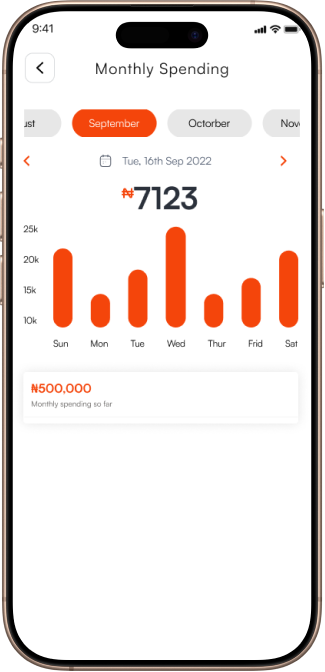 9:41
Monthly Spending
ust September Octorber Nov
Tue, 16th Sep 2022
₦7123
25k
20k
15k
10k
Sun Mon Tue Wed Thur Frid Sat
₦500,000
Monthly spending so far